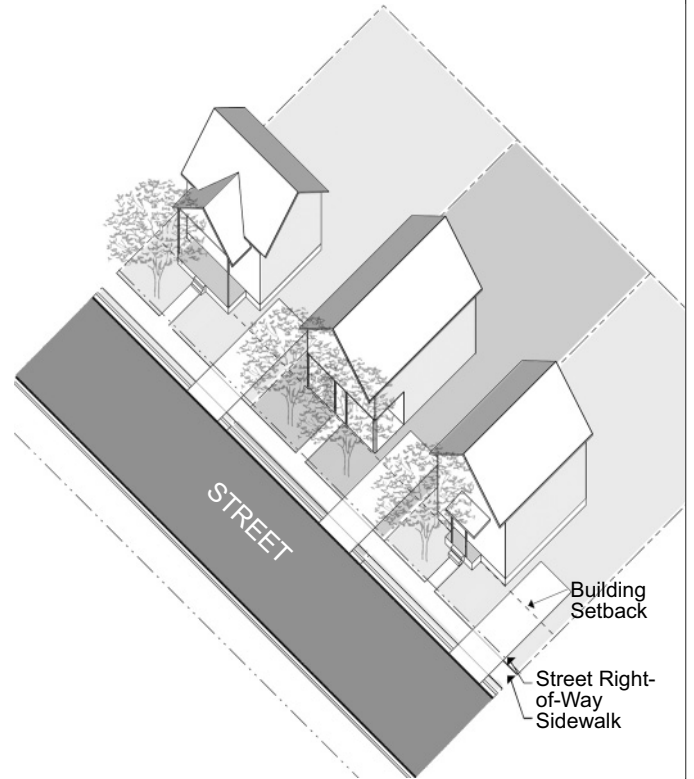 STREET
Building
Setback
Street Right-
of-Way
Sidewalk